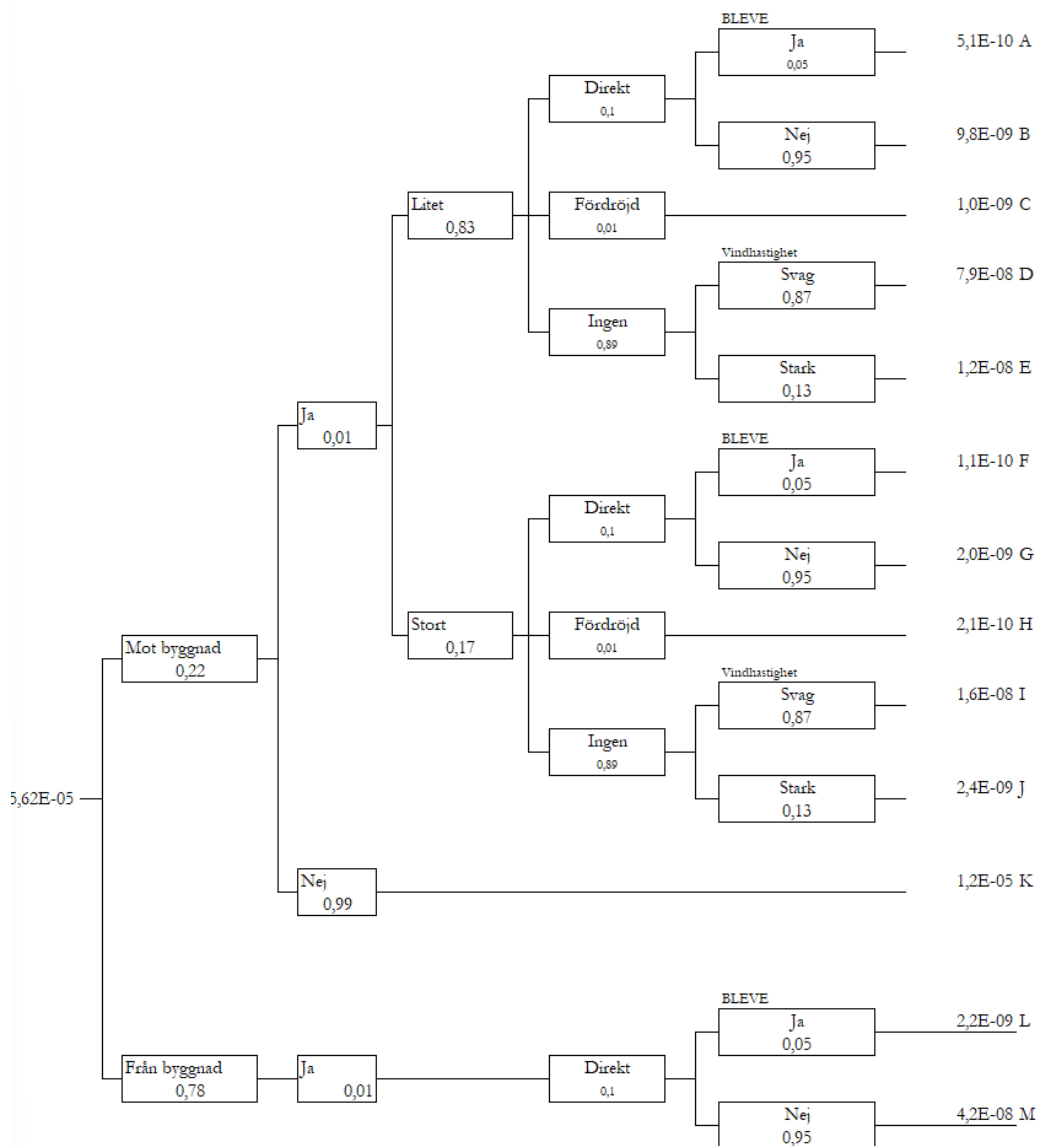 BLEVE
Ja
0,05
5,1E-10 A
Direkt
0,1
Nej
0,95
9,8E-09 B
Litet
0,83
Fördröjd
0,01
1,0E-09 C
Vindhastighet
Svag
0,87
7,9E-08 D
Ingen
0,89
Stark
0,13
1,2E-08 E
Ja
0,01
BLEVE
Ja
0,05
1,1E-10 F
Direkt
0,1
Nej
0,95
2,0E-09 G
Stort
0,17
Fördröjd
0,01
2,1E-10 H
Mot byggnad
0,22
Vindhastighet
Svag
0,87
1,6E-08 I
Ingen
0,89
Stark
0,13
2,4E-09 J
5,62E-05
Nej
0,99
1,2E-05 K
BLEVE
Ja
0,05
2,2E-09 L
Från byggnad
0,78
Ja
0,01
Direkt
0,1
Nej
0,95
4,2E-08 M